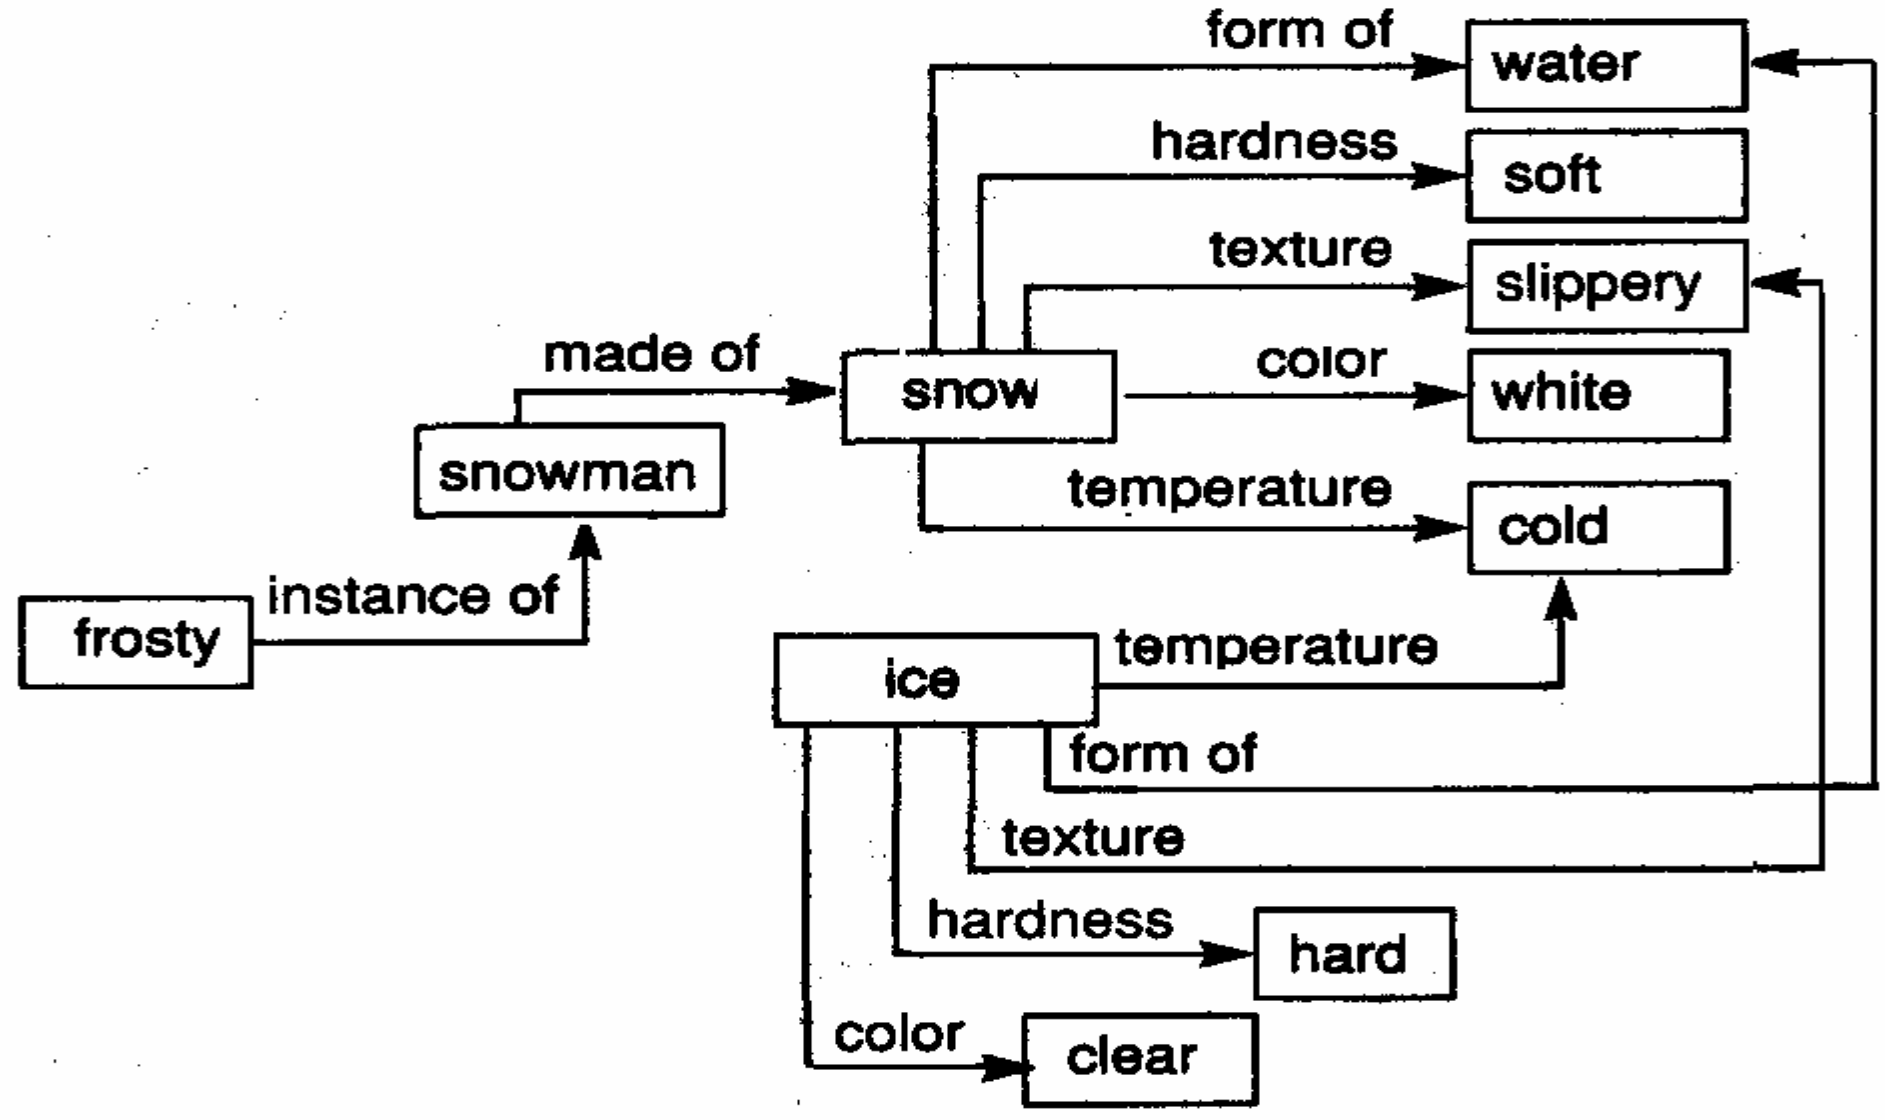 form of
water
hardness
soft
texture
slippery
made of
snow
color
white
snowman
temperature
cold
instance of
frosty
ice
temperature
form of
texture
hardness
hard
color
clear